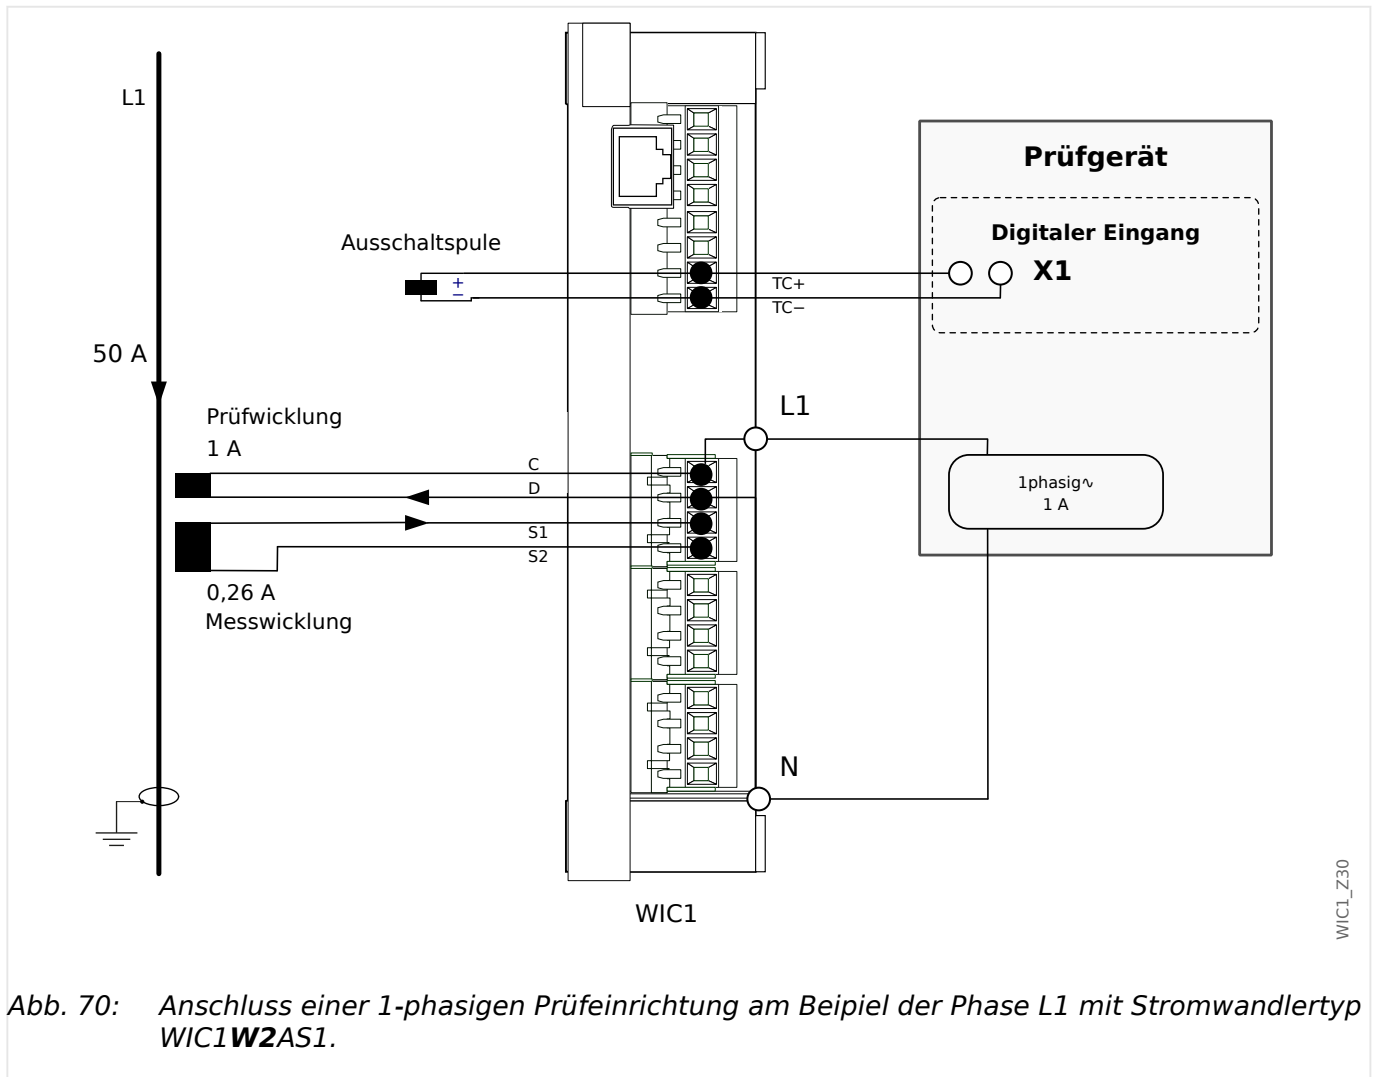 L1
Prüfgerät
Digitaler Eingang
X1
Ausschaltspule
+
−
TC+
TC−
50 A
L1
Prüfwicklung
1 A
C
D
S1
S2
1phasig∿
1 A
0,26 A
Messwicklung
N
WIC1
WIC1_Z30
Abb. 70: Anschluss einer 1-phasigen Prüfeinrichtung am Beipiel der Phase L1 mit Stromwandlertyp
WIC1W2AS1.